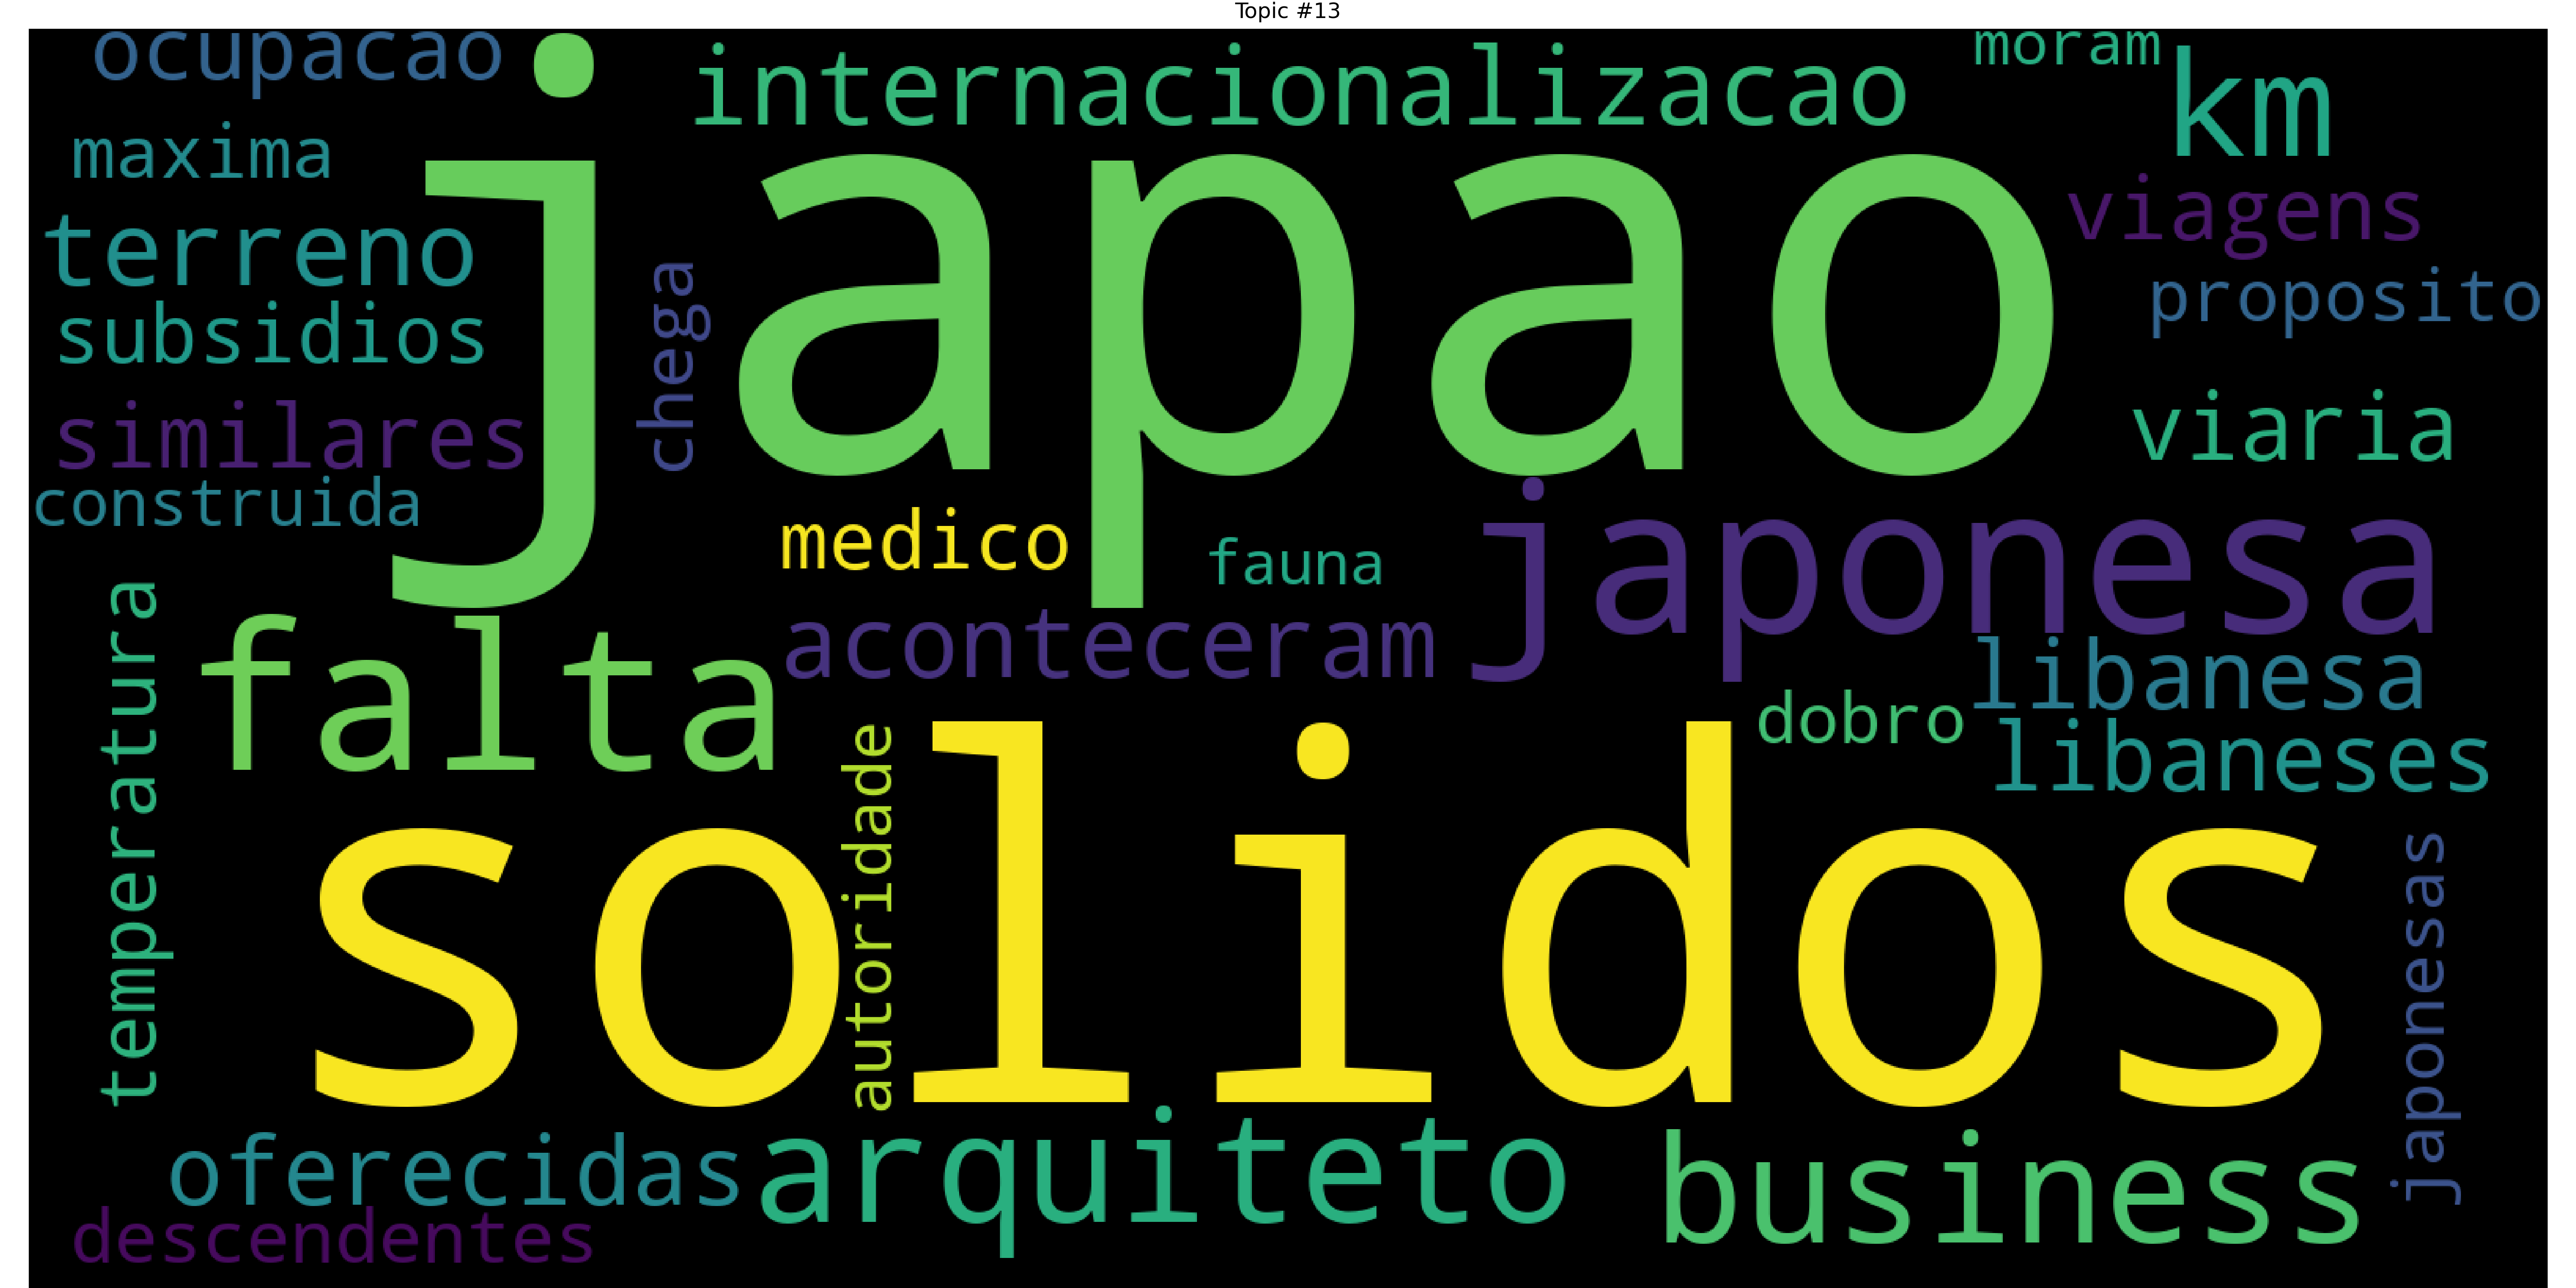 Topic #13
ocupacao
internacionalizacao
moram
km
maxima
japao
viagens
terreno
chega
proposito
subsidios
similares
viaria
construida
medico
fauna
japonesa
temperatura
falta
aconteceram
libanesa
dobro
libaneses
solidos
autoridade
japonesas
oferecidas
arquiteto
business
descendentes